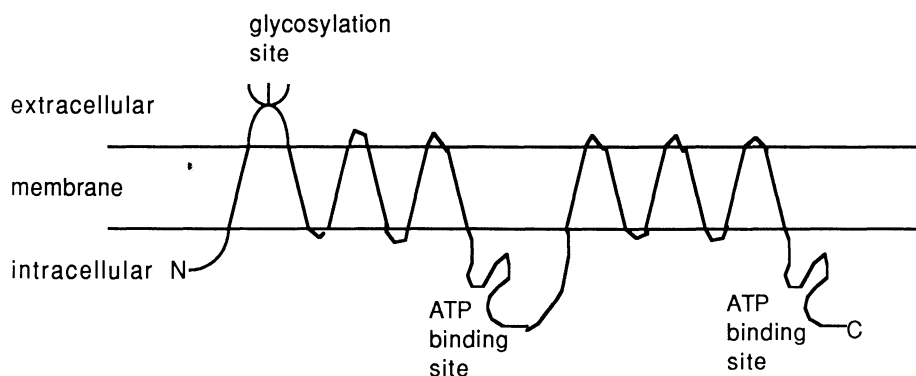 glycosylation
site
extracellular
membrane
intracellular N
ATP
binding
site
ATP
binding
site
C